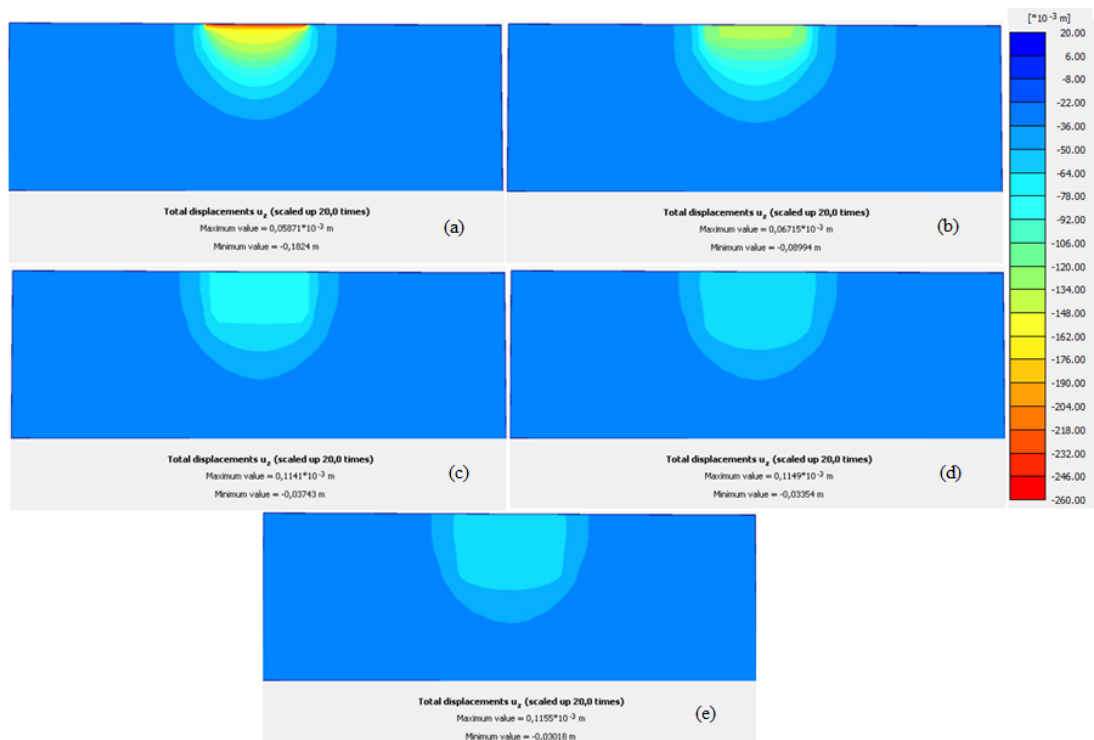 [*10 -3 m]
20.00
6.00
-8.00
-22.00
-36.00
-50.00
-64.00
-78.00
-92.00
-106.00
-120.00
-134.00
-148.00
-162.00
-176.00
-190.00
-204.00
-218.00
-232.00
-246.00
-260.00
Total displacements uz (scaled up 20,0 times)
Maximum value = 0,05871*10-3 m
Minimum value = -0,1824 m
(a)
Total displacements uz (scaled up 20,0 times)
Maximum value = 0,06715*10-3 m
Minimum value = -0,08994 m
(b)
Total displacements uz (scaled up 20,0 times)
Maximum value = 0,1141*10-3 m
Minimum value = -0,03743 m
(c)
Total displacements uz (scaled up 20,0 times)
Maximum value = 0,1149*10-3 m
Minimum value = -0,03354 m
(d)
Total displacements uz (scaled up 20,0 times)
Maximum value = 0,1155*10-3 m
Minimum value = -0,03018 m
(e)